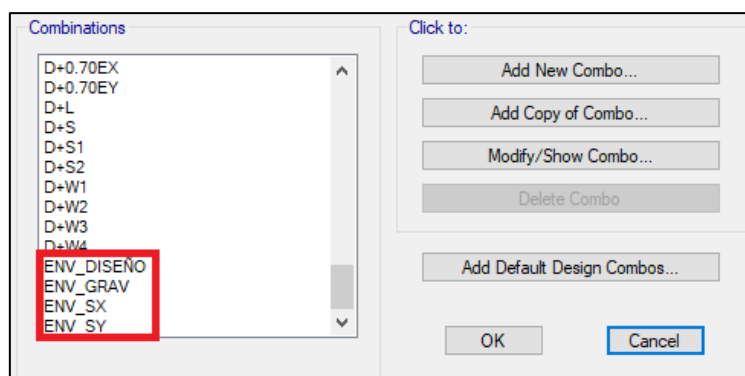 Combinations
D+0.70EX
D+0.70EY
D+L
D+S
D+S1
D+S2
D+W1
D+W2
D+W3
D+W4
ENV_DISEÑO
ENV_GRAV
ENV_SX
ENV_SY
Click to:
Add New Combo...
Add Copy of Combo...
Modify/Show Combo...
Delete Combo
Add Default Design Combos...
OK
Cancel